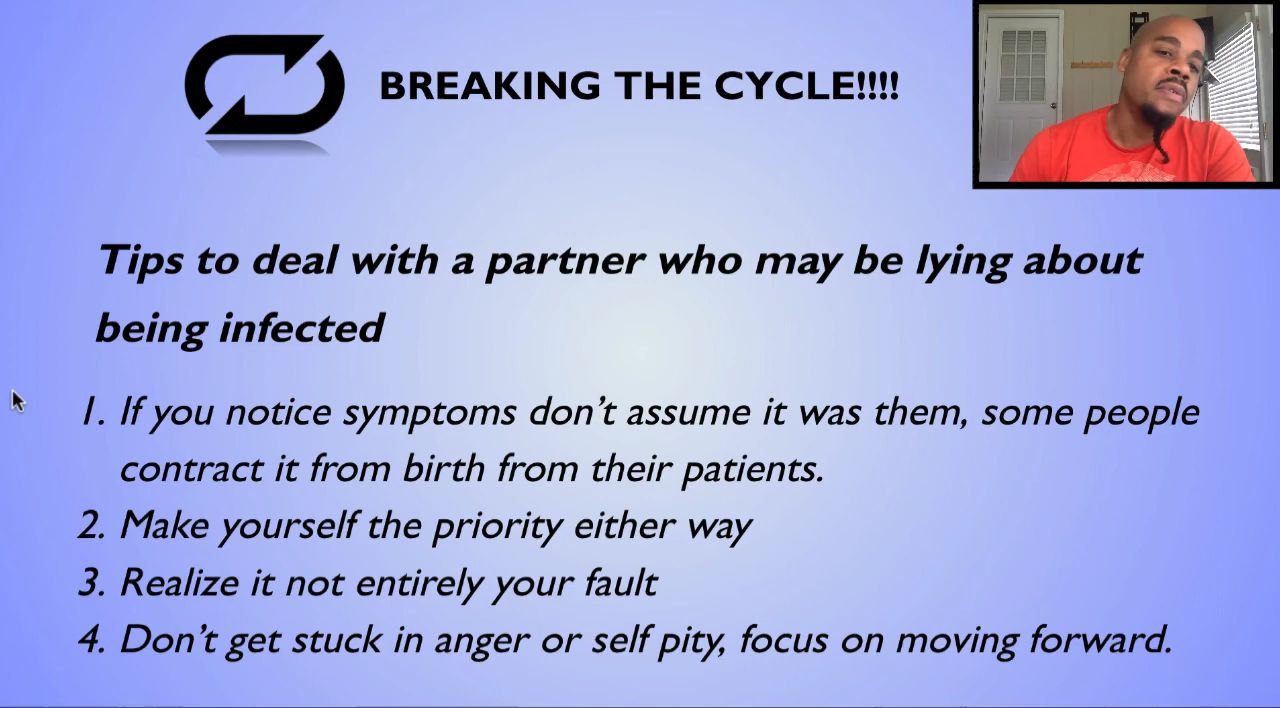 BREAKING THE CYCLE!!!!
Tips to deal with a partner who may be lying about
being infected
1. If you notice symptoms don't assume it was them, some people
contract it from birth from their patients.
2. Make yourself the priority either way
3. Realize it not entirely your fault
4. Don't get stuck in anger or self pity, focus on moving forward.